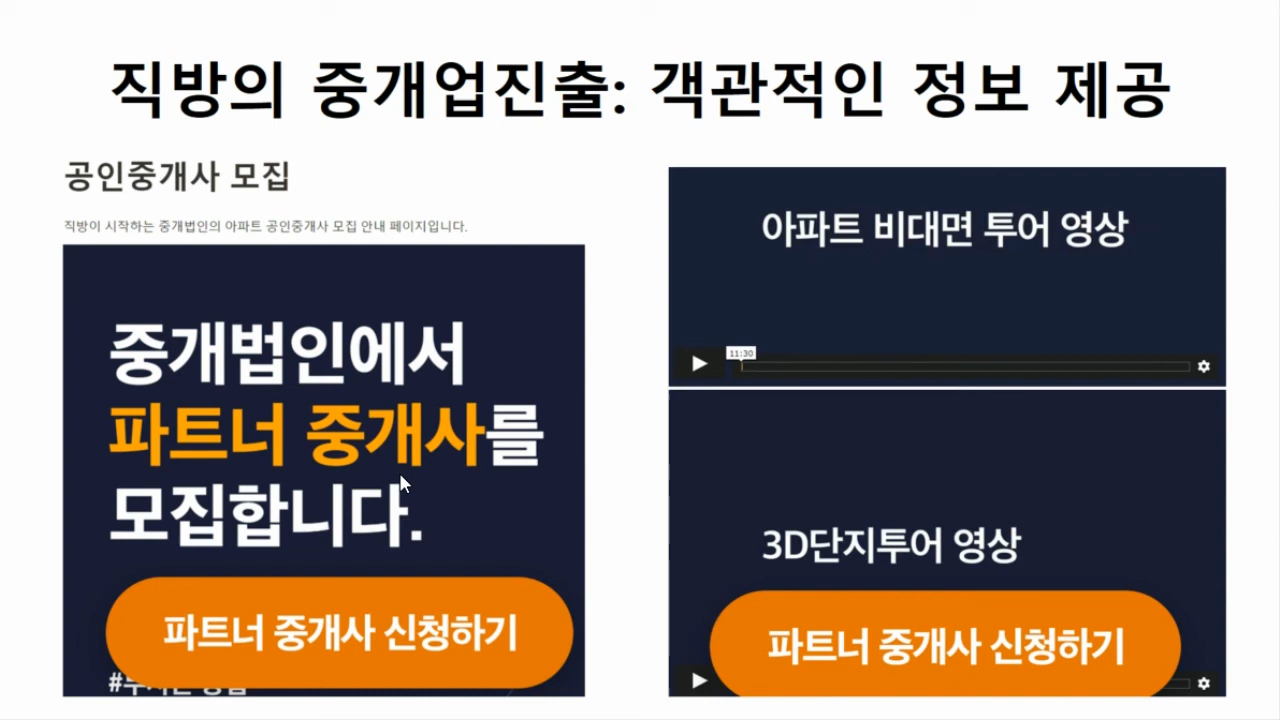 직방의 중개업진출: 객관적인 정보 제공
공인중개사 모집
직방이 시작하는 중개법인의 아파트 공인중개사 모집 안내 페이지입니다.
중개법인에서
파트너 중개사를
모집합니다.
파트너 중개사 신청하기
아파트 비대면 투어 영상
11:30
3D단지투어 영상
파트너 중개사 신청하기